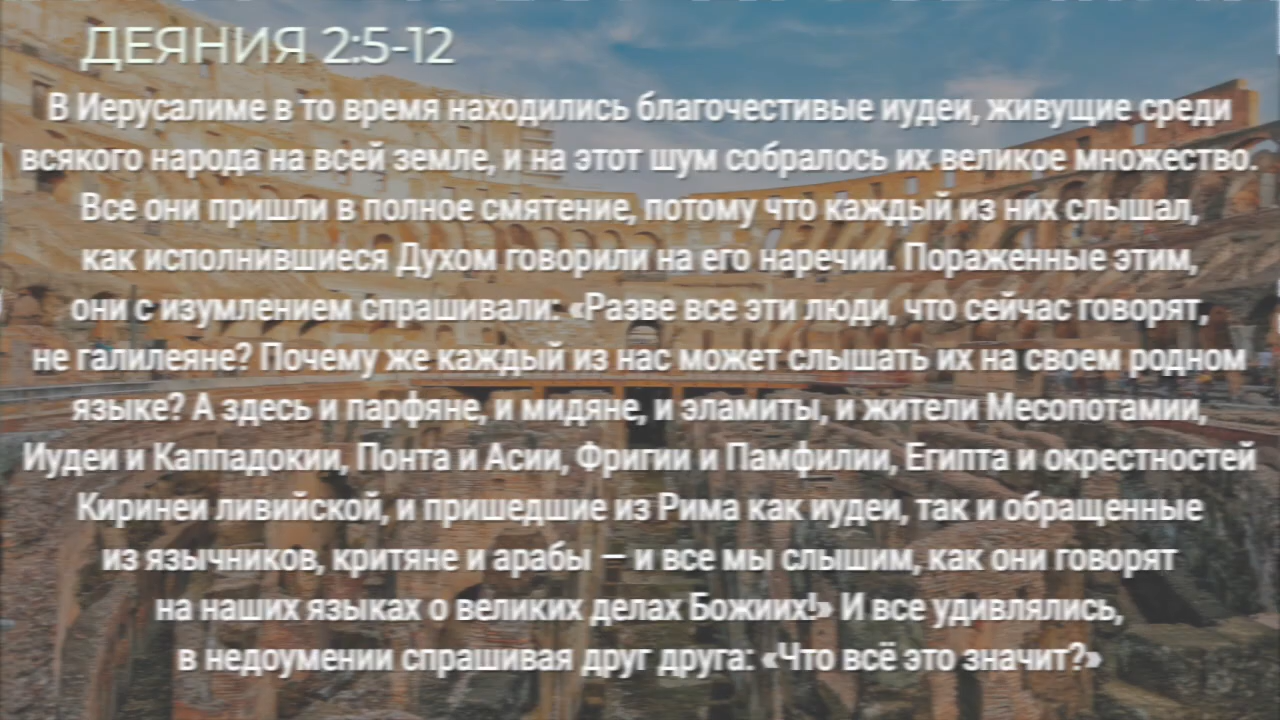 ДЕЯНИЯ 2:5-12
В Иерусалиме в то время находились благочестивые иудеи, живущие среди
всякого народа на всей земле, и на этот шум собралось их великое множество.
Все они пришли в полное смятение, потому что каждый из них слышал,
как исполнившиеся Духом говорили на его наречии. Пораженные этим,
они с изумлением спрашивали: «Разве все эти люди, что сейчас говорят,
не галилеяне? Почему же каждый из нас может слышать их на своем родном
языке? А здесь и парфяне, и мидяне, и эламиты, и жители Месопотамии,
Иудеи и Каппадокии, Понта и Асии, Фригии и Памфилии, Египта и окрестностей
Киринеи ливийской, и пришедшие из Рима как иудеи, так и обращенные
из язычников, критяне и арабы — и все мы слышим, как они говорят
на наших языках о великих делах Божиих!» И все удивлялись,
в недоумении спрашивая друг друга: «Что всё это значит?»